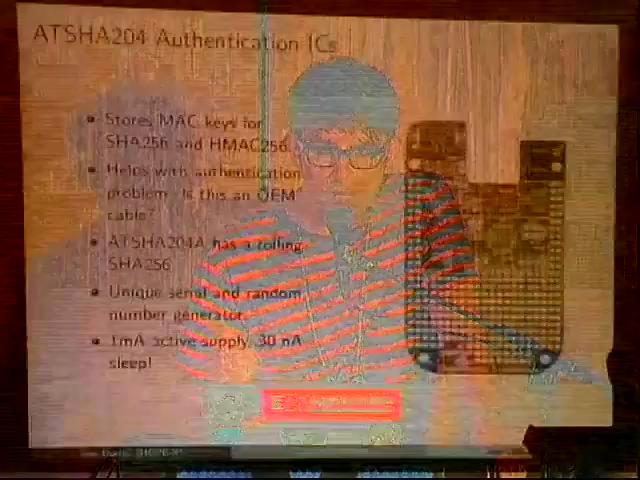 ATSHA204 Authentication ICs
• Stores MAC keys for
SHA256 and HMAC256.
• Helps with authentication
problem - Is this an OEM
cable?
• ATSHA204A has a rolling
SHA256
• Unique serial and random
number generator
• 1mA active supply, 30 nA
sleep!